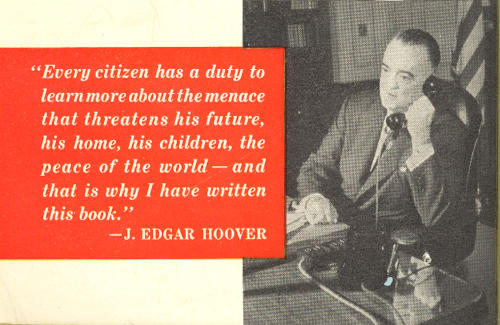 “Every citizen has a duty to
learn more about the menace
that threatens his future,
his home, his children, the
peace of the world — and
that is why I have written
this book.”
—J. EDGAR HOOVER